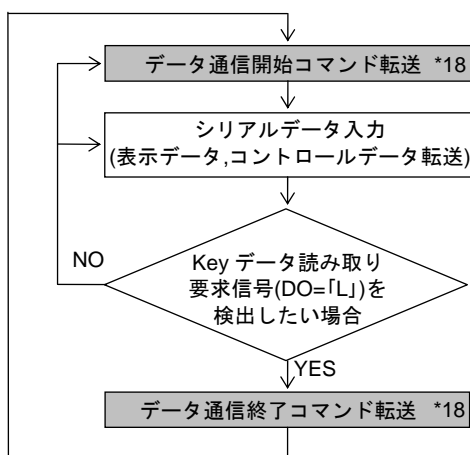 データ通信開始コマンド転送 *18
シリアルデータ入力
(表示データ,コントロールデータ転送)
NO
Key データ読み取り
要求信号(DO=「L」)を
検出したい場合
YES
データ通信終了コマンド転送 *18